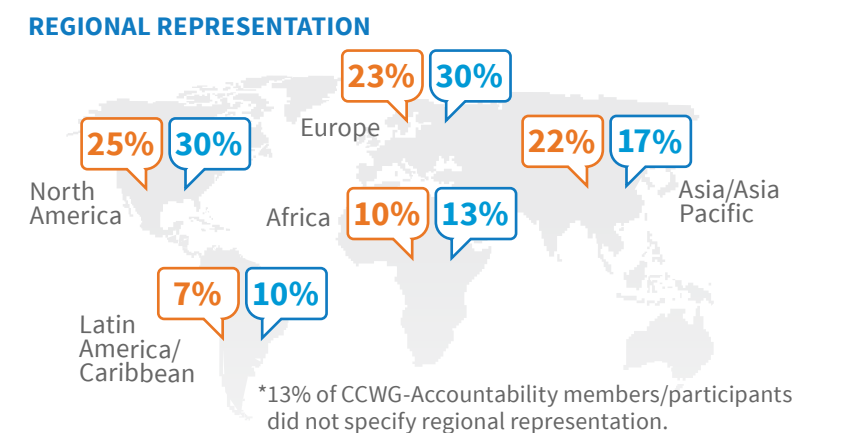 REGIONAL REPRESENTATION
23% 30%
Europe
25% 30%
North
America
22% 17%
Asia/Asia
Pacific
Africa
10% 13%
7% 10%
Latin
America/
Caribbean
*13% of CCWG-Accountability members/participants
did not specify regional representation.